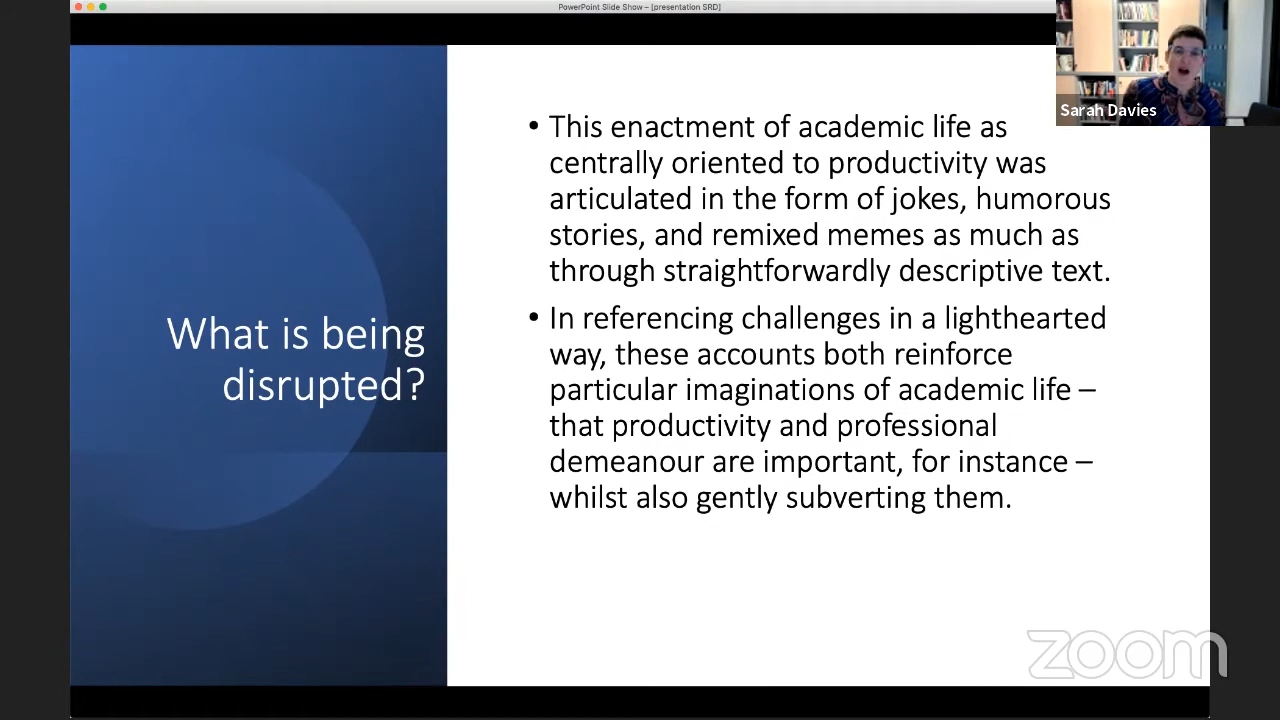 PowerPoint Slide Show – [presentation SRD]
Sarah Davies
What is being
disrupted?
• This enactment of academic life as
centrally oriented to productivity was
articulated in the form of jokes, humorous
stories, and remixed memes as much as
through straightforwardly descriptive text.
• In referencing challenges in a lighthearted
way, these accounts both reinforce
particular imaginations of academic life –
that productivity and professional
demeanour are important, for instance –
whilst also gently subverting them.
zoom